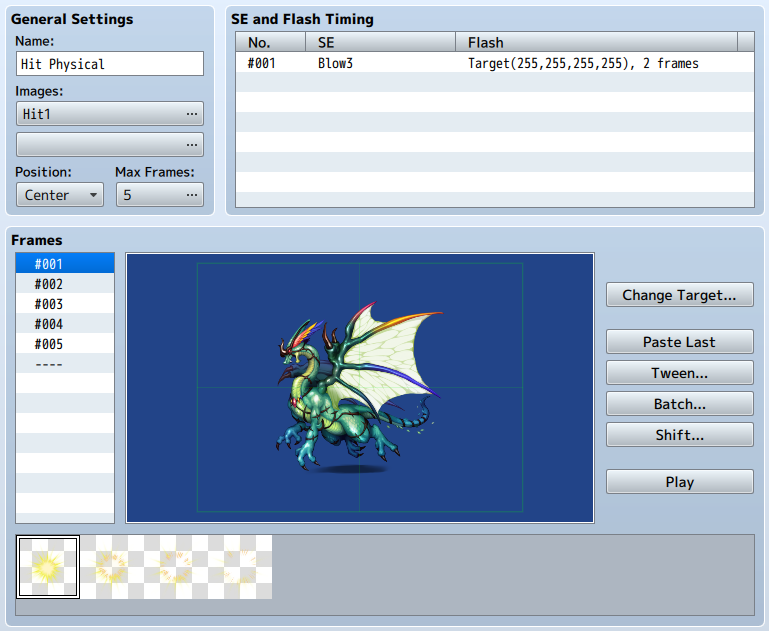 General Settings
Name:
Hit Physical
Images:
Hit1 ...
...
Position: Max Frames:
Center 5 ...
SE and Flash Timing
No. SE Flash
#001 Blow3 Target(255,255,255,255), 2 frames
Frames
#001
#002
#003
#004
#005
----
Change Target...
Paste Last
Tween...
Batch...
Shift...
Play